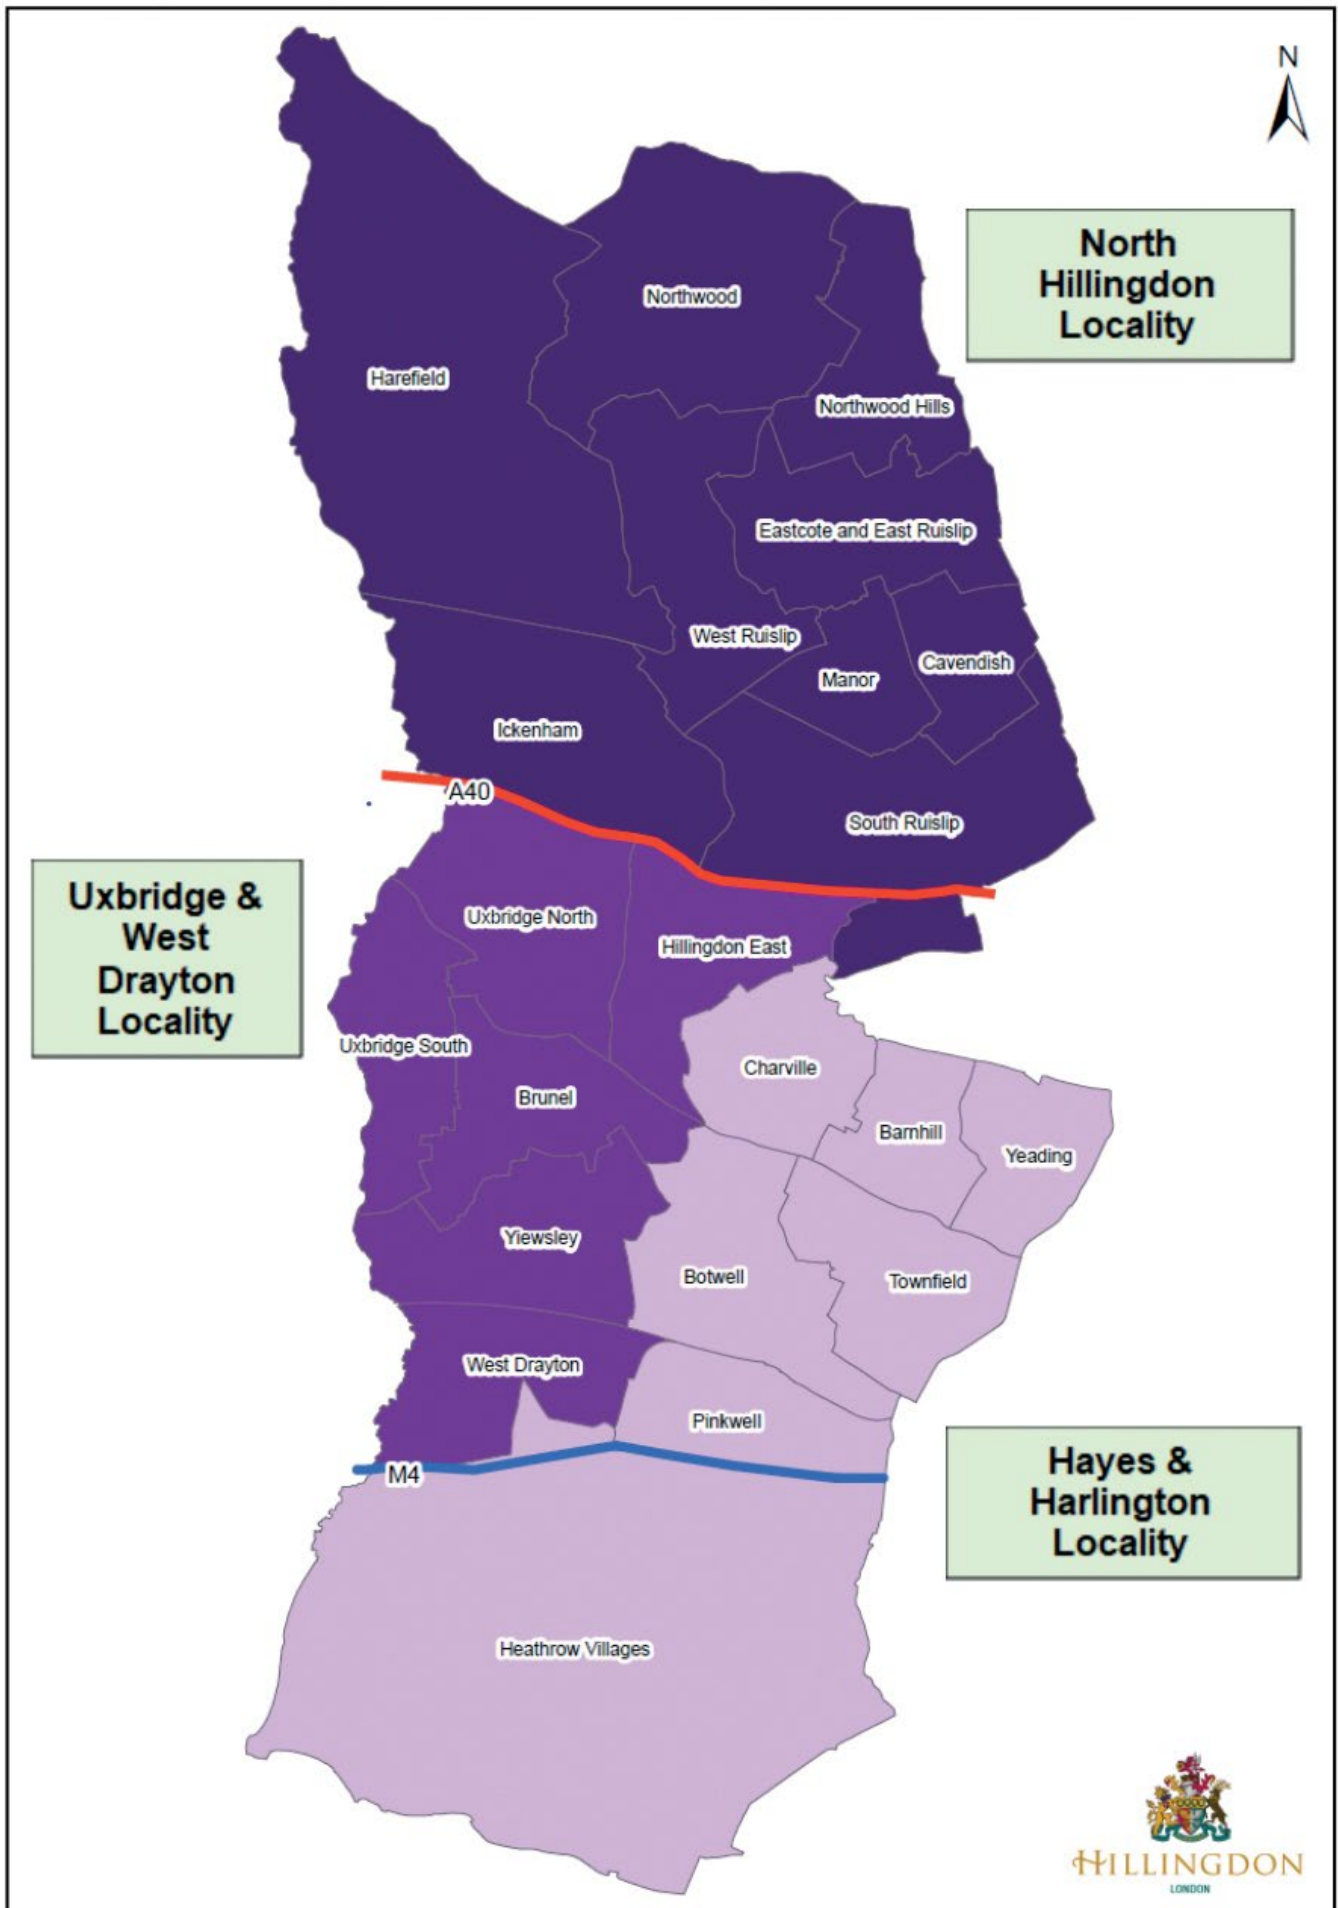 N
North
Hillingdon
Locality
Northwood
Harefield
Northwood Hills
Eastcote and East Ruislip
West Ruislip
Cavendish
Manor
Ickenham
A40
South Ruislip
Uxbridge &
West
Drayton
Locality
Uxbridge North
Hillingdon East
Uxbridge South
Charville
Brunel
Barnhill
Yeading
Yiewsley
Botwell
Townfield
West Drayton
Pinkwell
M4
Hayes &
Harlington
Locality
Heathrow Villages
HILLINGDON
LONDON